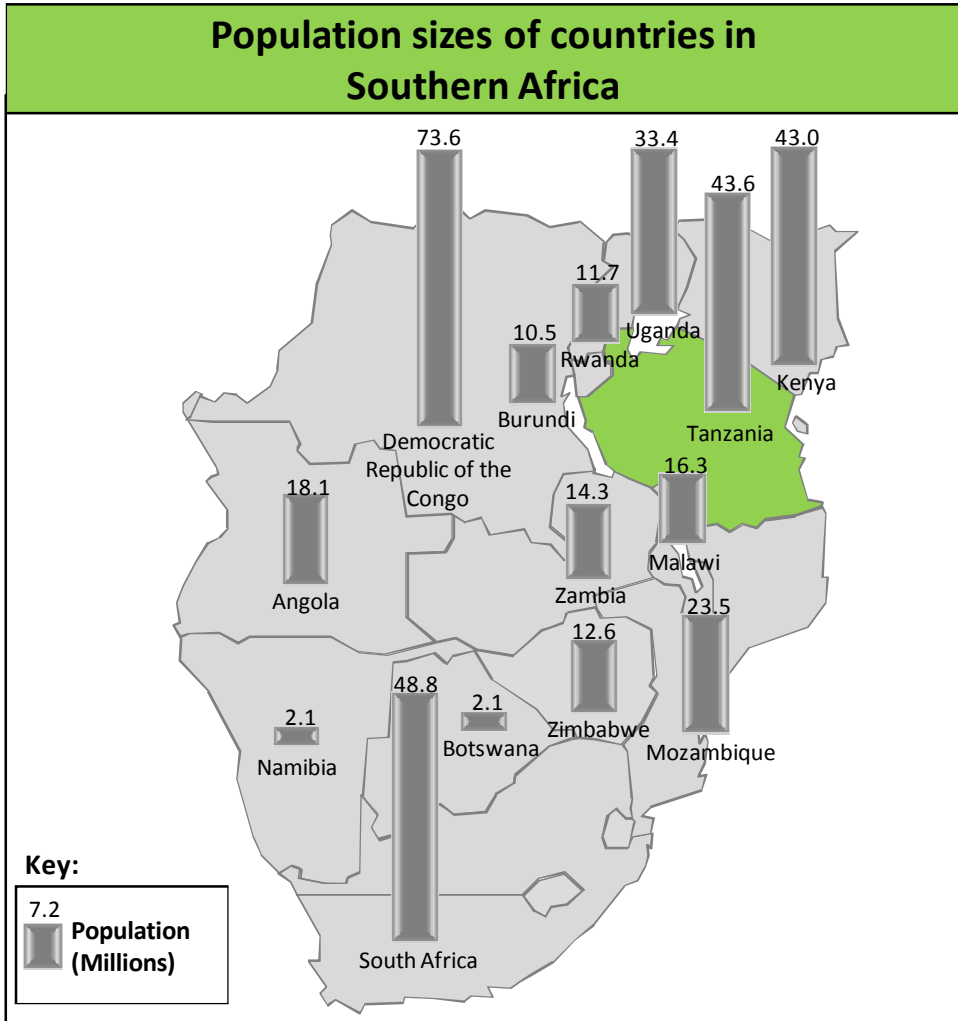 Population sizes of countries in
Southern Africa
73.6
33.4
43.0
43.6
11.7
Uganda
10.5
Rwanda
Kenya
Burundi
Tanzania
Democratic
Republic of the
Congo
16.3
18.1
14.3
Malawi
Angola
Zambia
23.5
12.6
48.8
2.1
2.1
Zimbabwe
Botswana
Mozambique
Namibia
Key:
7.2
Population
(Millions)
South Africa